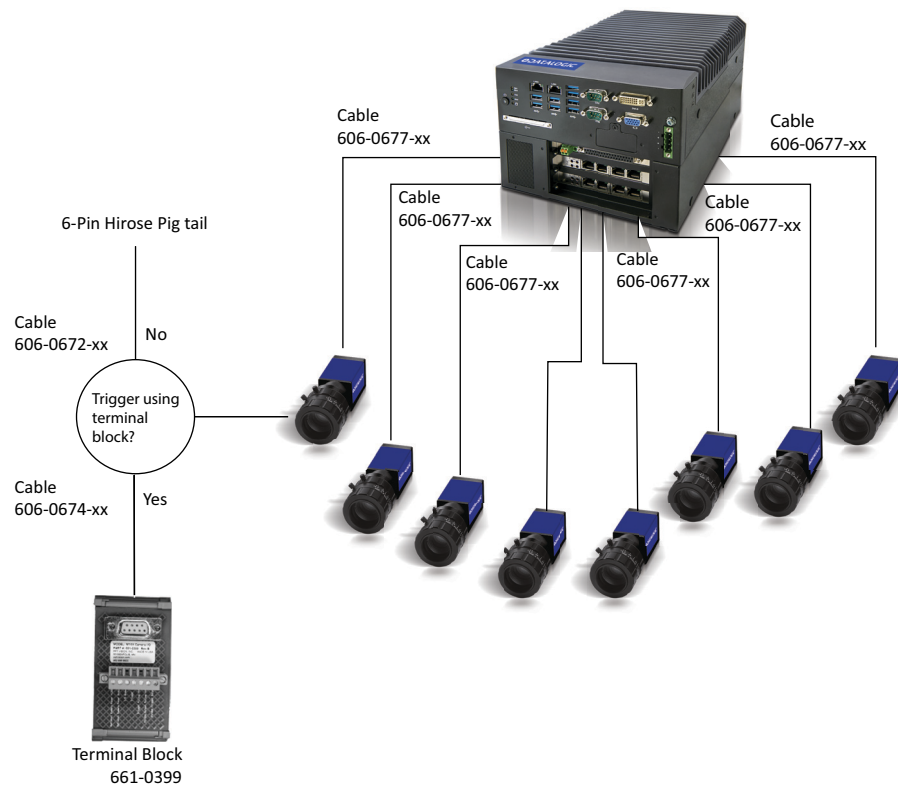 DATALOGIC
Cable
606-0677-xx
Cable
606-0677-xx
Cable
606-0677-xx
Cable
606-0677-xx
Cable
606-0677-xx
Cable
606-0677-xx
6-Pin Hirose Pig tail
Cable
606-0672-xx
No
Trigger using
terminal
block?
Cable
606-0674-xx
Yes
Terminal Block
661-0399